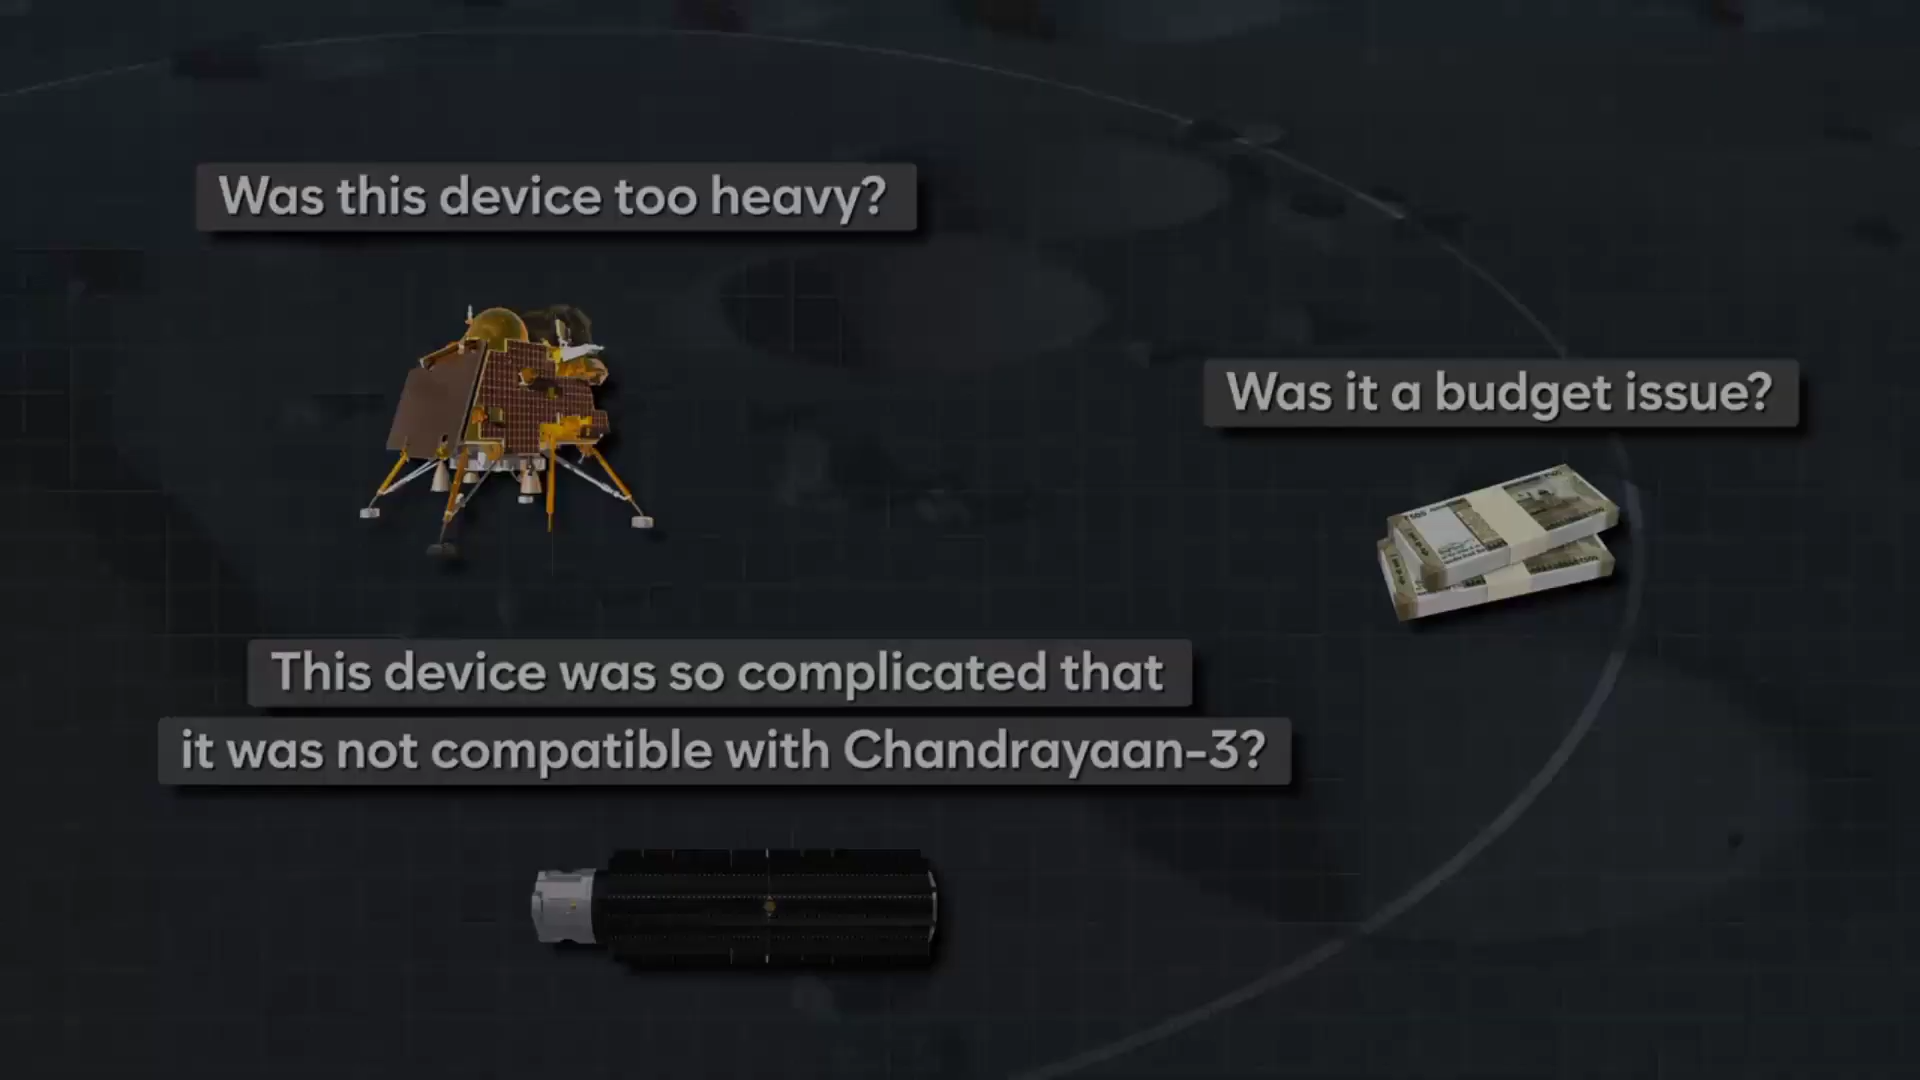 Was this device too heavy?
Was it a budget issue?
This device was so complicated that
it was not compatible with Chandrayaan-3?